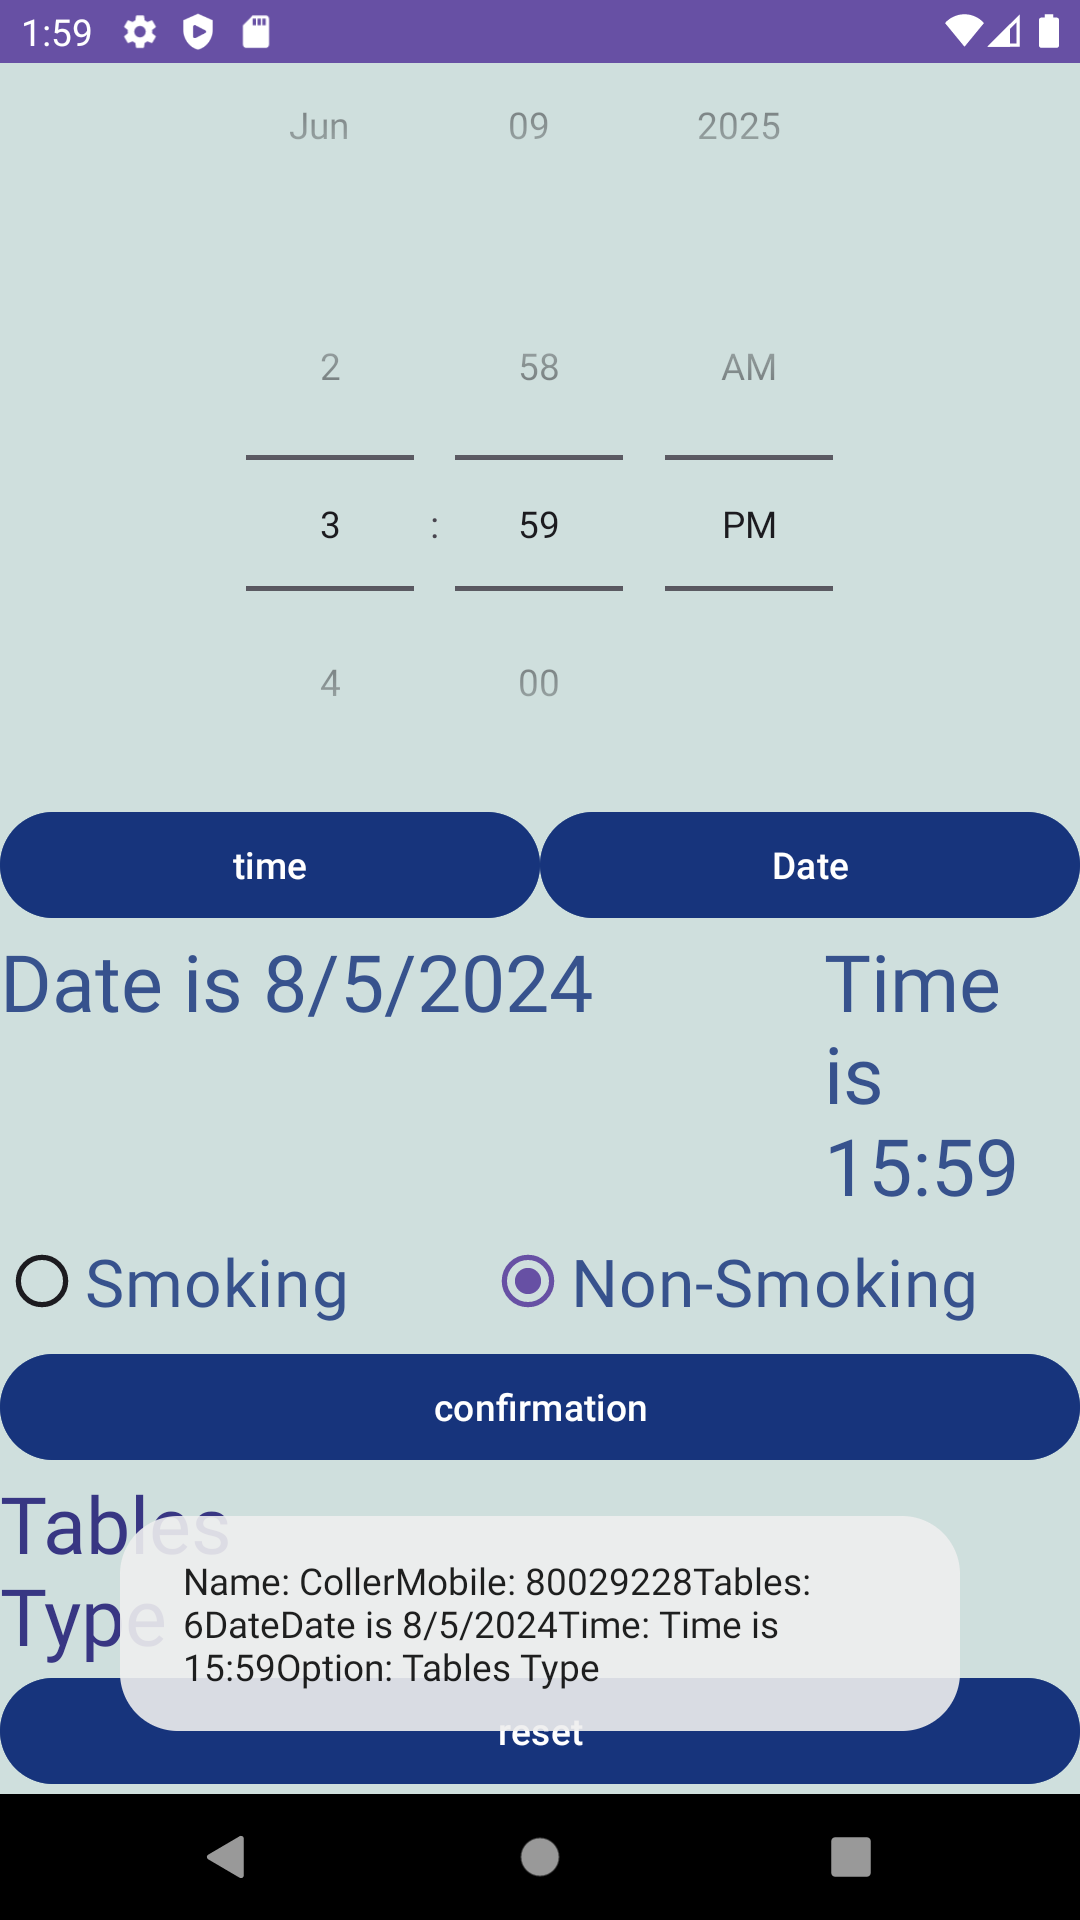 1:59
Jun 09 2025
2 58 AM
3 : 59 PM
4 00
time Date
Date is 8/5/2024 Time
is
15:59
Smoking Non-Smoking
confirmation
Tables
Type
Name: CollerMobile: 80029228Tables:
6DateDate is 8/5/2024Time: Time is
15:59Option: Tables Type
reset